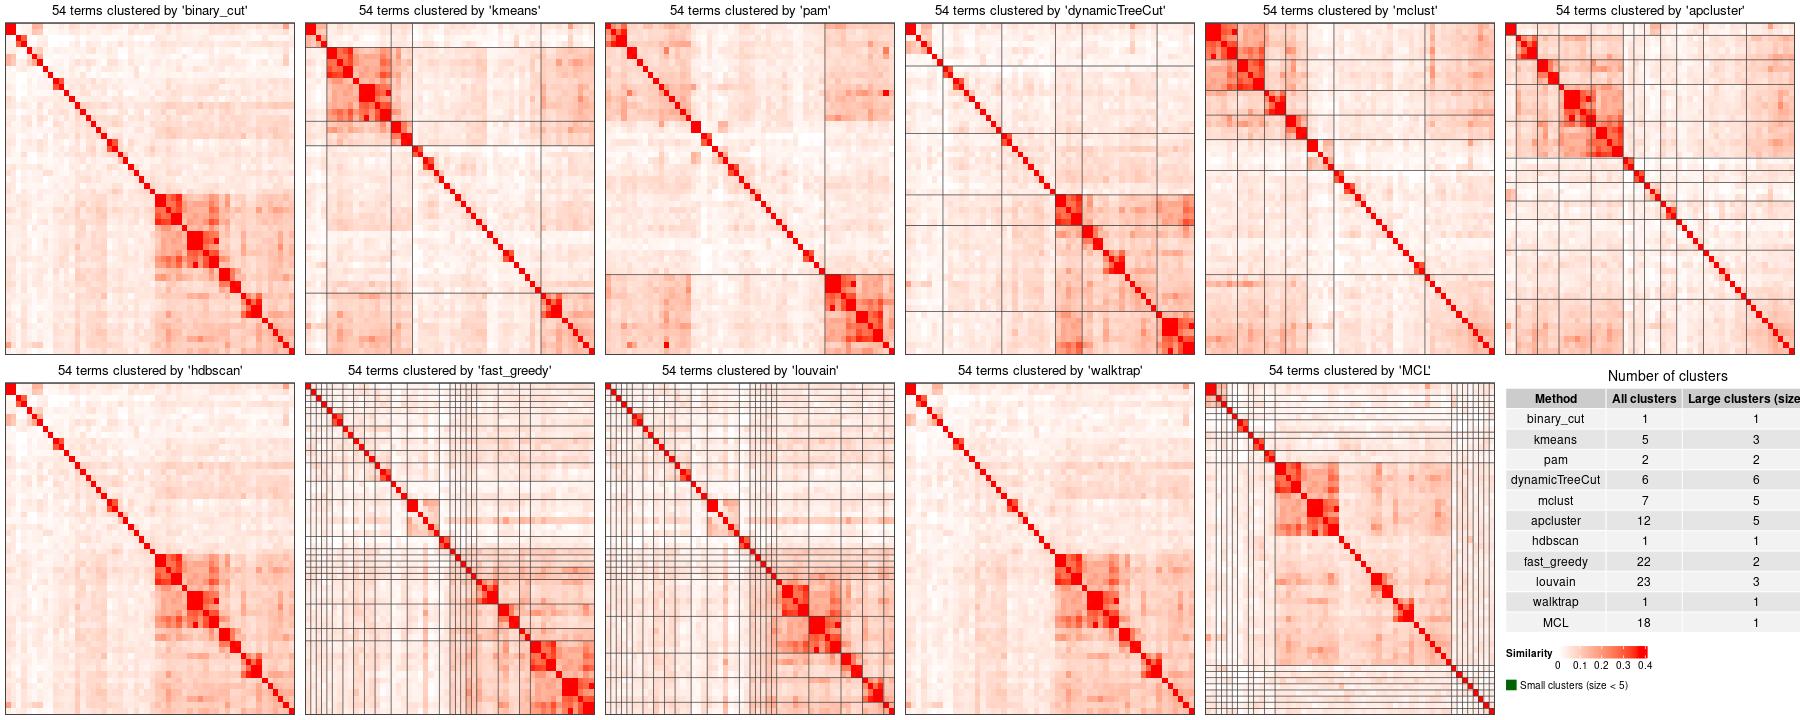 54 terms clustered by 'binary_cut'
54 terms clustered by 'kmeans'
54 terms clustered by 'pam'
54 terms clustered by 'dynamicTreeCut'
54 terms clustered by 'mclust'
54 terms clustered by 'apcluster'
54 terms clustered by 'hdbscan'
54 terms clustered by 'fast_greedy'
54 terms clustered by 'louvain'
54 terms clustered by 'walktrap'
54 terms clustered by 'MCL'
Number of clusters
Method All clusters Large clusters (size
binary_cut 1 1
kmeans 5 3
pam 2 2
dynamicTreeCut 6 6
mclust 7 5
apcluster 12 5
hdbscan 1 1
fast_greedy 22 2
louvain 23 3
walktrap 1 1
MCL 18 1
Similarity
0 0.1 0.2 0.3 0.4
Small clusters (size < 5)